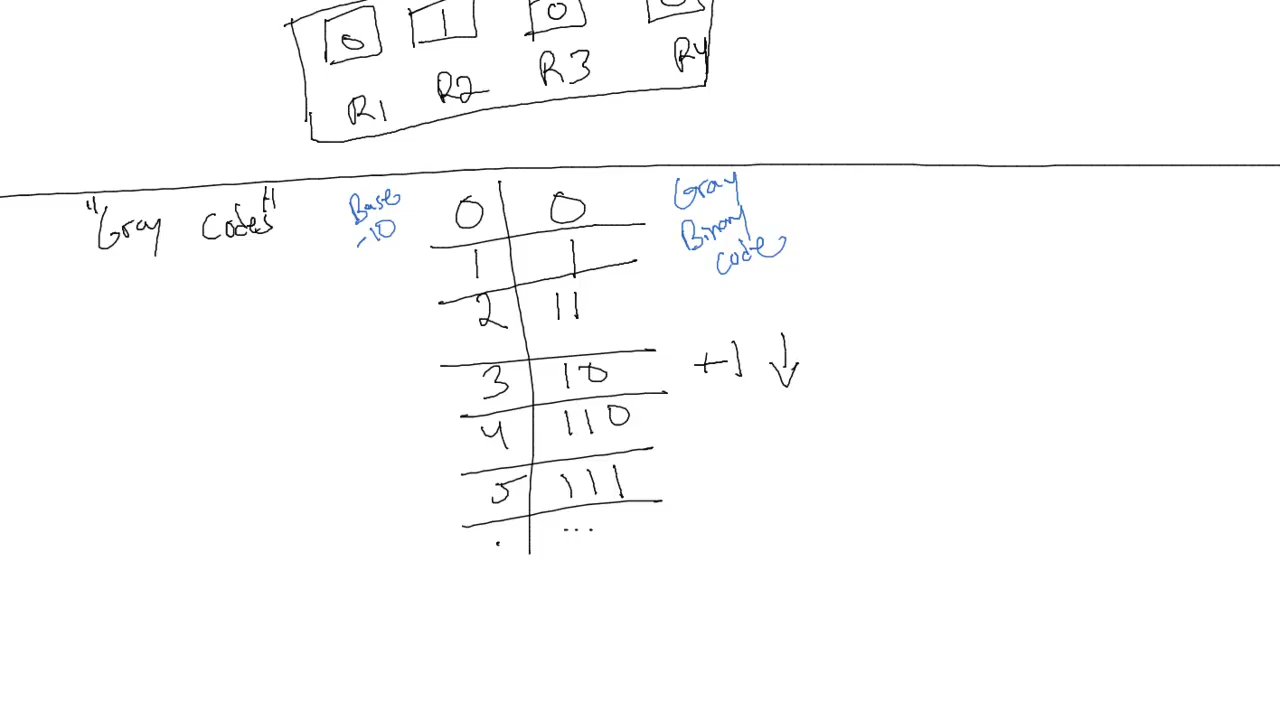 0 1 0
R1 R2 R3 R4
"Gray Codes"
Base
-10
Gray
Binary
code
0 0
1 1
2 11
3 10
4 110
5 111
. ...
+1 ↓